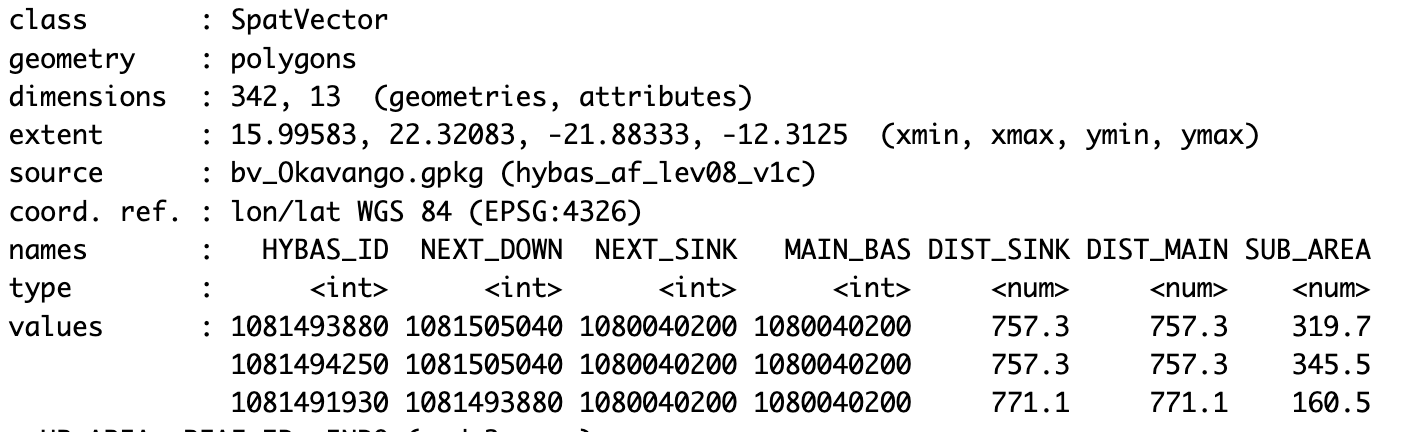 class       : SpatVector
geometry    : polygons
dimensions  : 342, 13  (geometries, attributes)
extent      : 15.99583, 22.32083, -21.88333, -12.3125  (xmin, xmax, ymin, ymax)
source      : bv_Okavango.gpkg (hybas_af_lev08_v1c)
coord. ref. : lon/lat WGS 84 (EPSG:4326)
names       :   HYBAS_ID  NEXT_DOWN  NEXT_SINK   MAIN_BAS DIST_SINK DIST_MAIN SUB_AREA
type        :      <int>      <int>      <int>      <int>     <num>     <num>    <num>
values      : 1081493880 1081505040 1080040200 1080040200     757.3     757.3    319.7
              1081494250 1081505040 1080040200 1080040200     757.3     757.3    345.5
              1081491930 1081493880 1080040200 1080040200     771.1     771.1    160.5